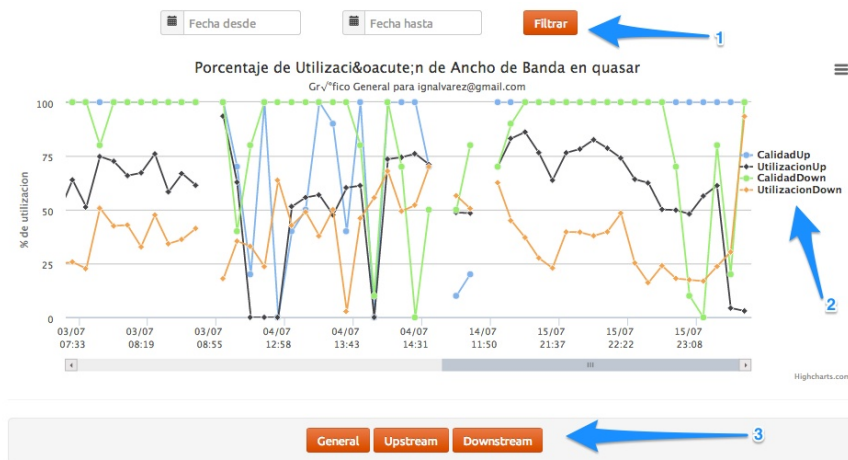 Fecha desde
Fecha hasta
Filtrar
1
Porcentaje de Utilizaci&oacute;n de Ancho de Banda en quasar
Gr√°fico General para ignalvarez@gmail.com
% de utilizacion
100
75
50
25
0
CalidadUp
UtilizacionUp
CalidadDown
UtilizacionDown
2
03/07 07:33
03/07 08:19
03/07 08:55
04/07 12:58
04/07 13:43
04/07 14:31
14/07 11:50
15/07 21:37
15/07 22:22
15/07 23:08
Highcharts.com
General
Upstream
Downstream
3